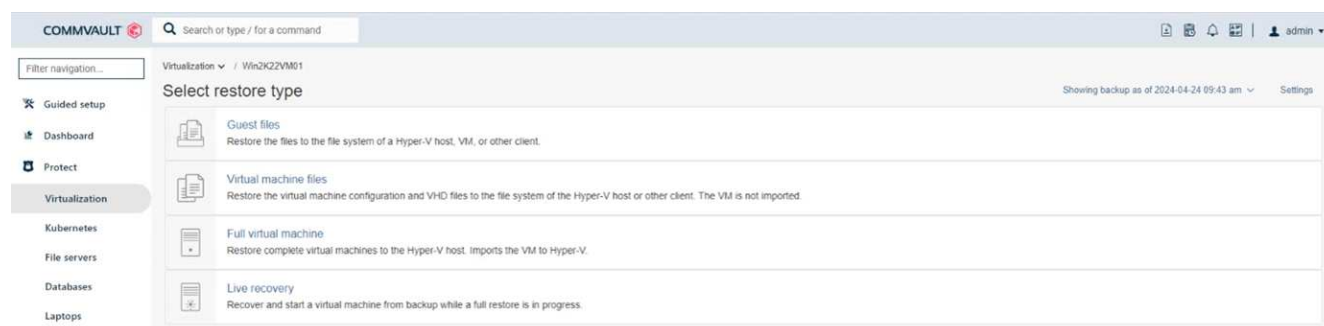 COMMVAULT
Search or type / for a command
admin
Filter navigation...
Guided setup
Dashboard
Protect
Virtualization
Kubernetes
File servers
Databases
Laptops
Virtualization / Win2K22VM01
Select restore type
Showing backup as of 2024-04-24 09:43 am
Settings
Guest files
Restore the files to the file system of a Hyper-V host, VM, or other client.
Virtual machine files
Restore the virtual machine configuration and VHD files to the file system of the Hyper-V host or other client. The VM is not imported.
Full virtual machine
Restore complete virtual machines to the Hyper-V host. Imports the VM to Hyper-V.
Live recovery
Recover and start a virtual machine from backup while a full restore is in progress.